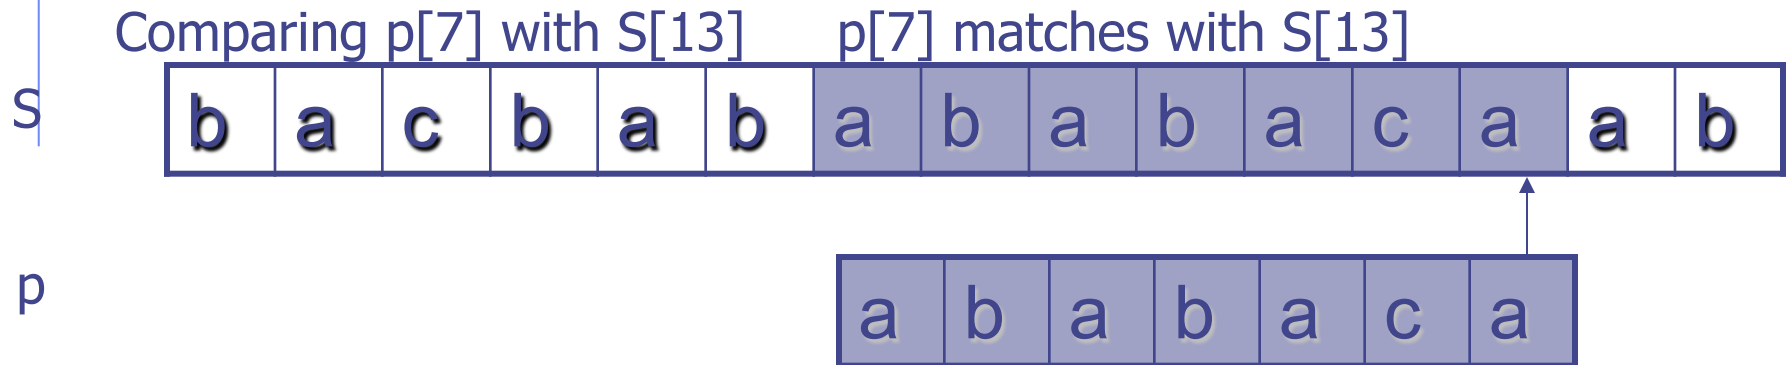 Comparing p[7] with S[13] p[7] matches with S[13]
S b a c b a b a b a b a c a a b
p a b a b a c a